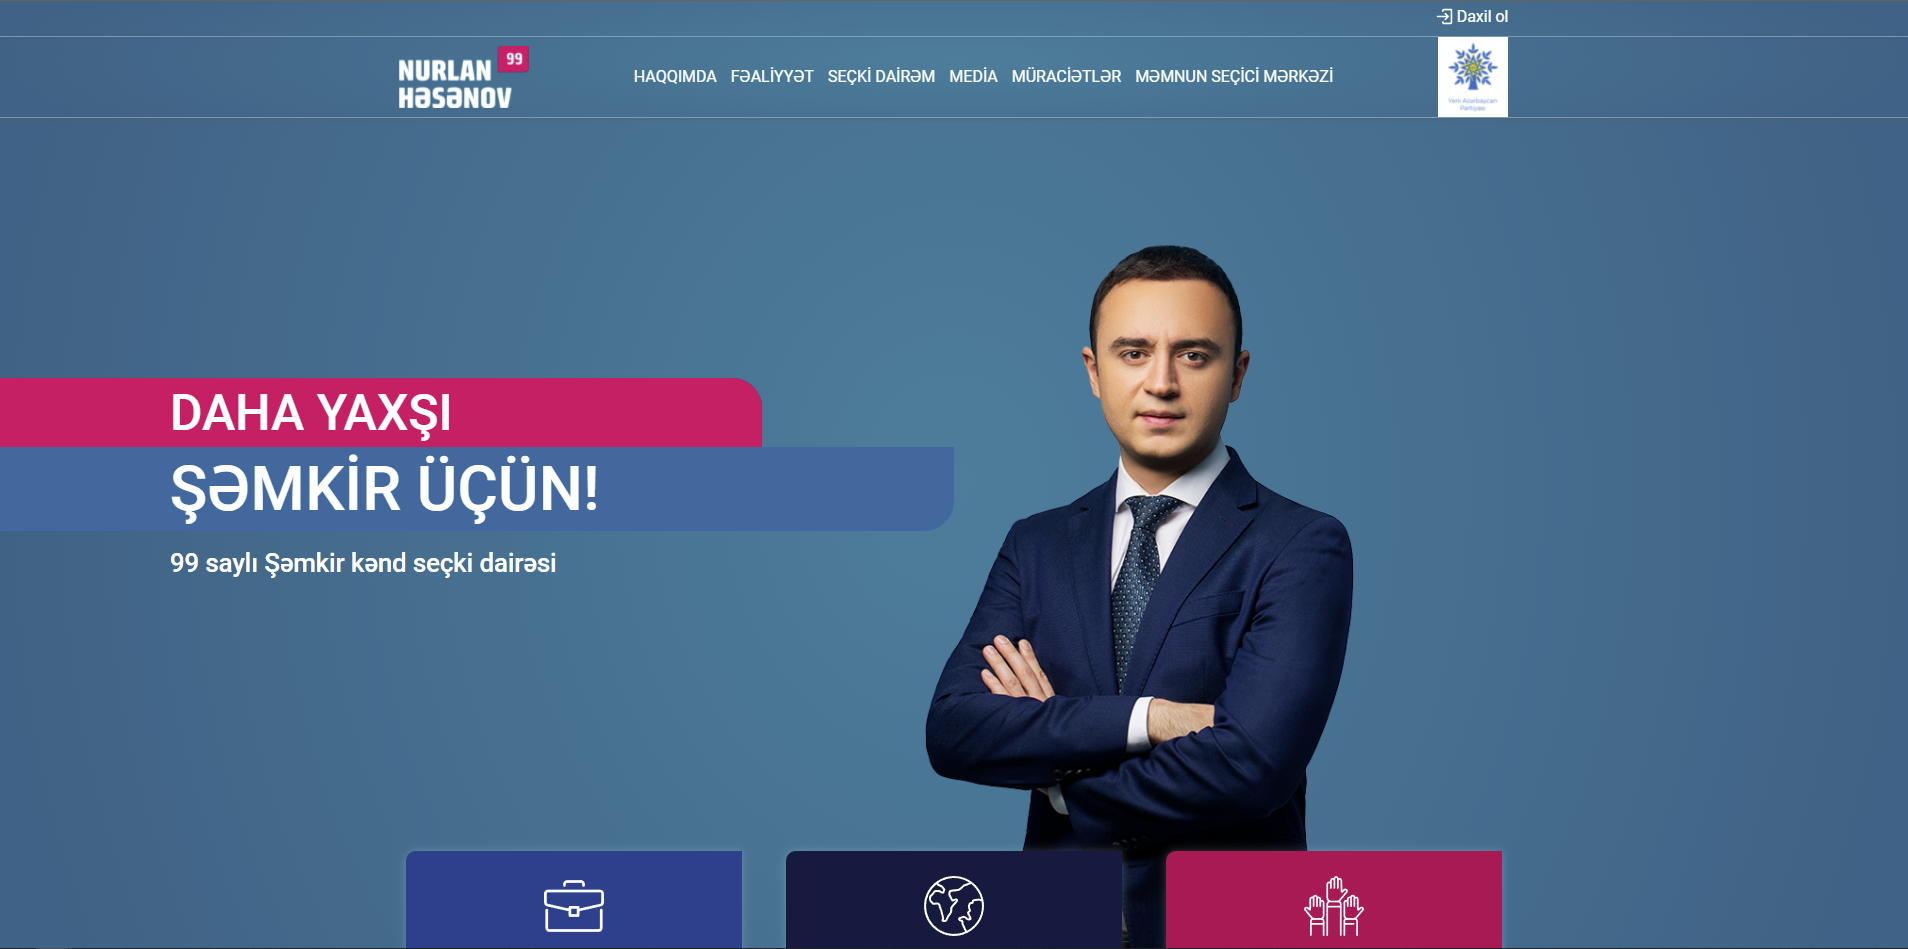 Daxil ol
NURLAN 99
HƏSƏNOV
HAQQIMDA FƏALİYYƏT SEÇKİ DAİRƏM MEDİA MÜRACİƏTLƏR MƏMNUN SEÇİCİ MƏRKƏZİ
Yeni Azərbaycan
Partiyası
DAHA YAXŞI
ŞƏMKİR ÜÇÜN!
99 saylı Şəmkir kənd seçki dairəsi